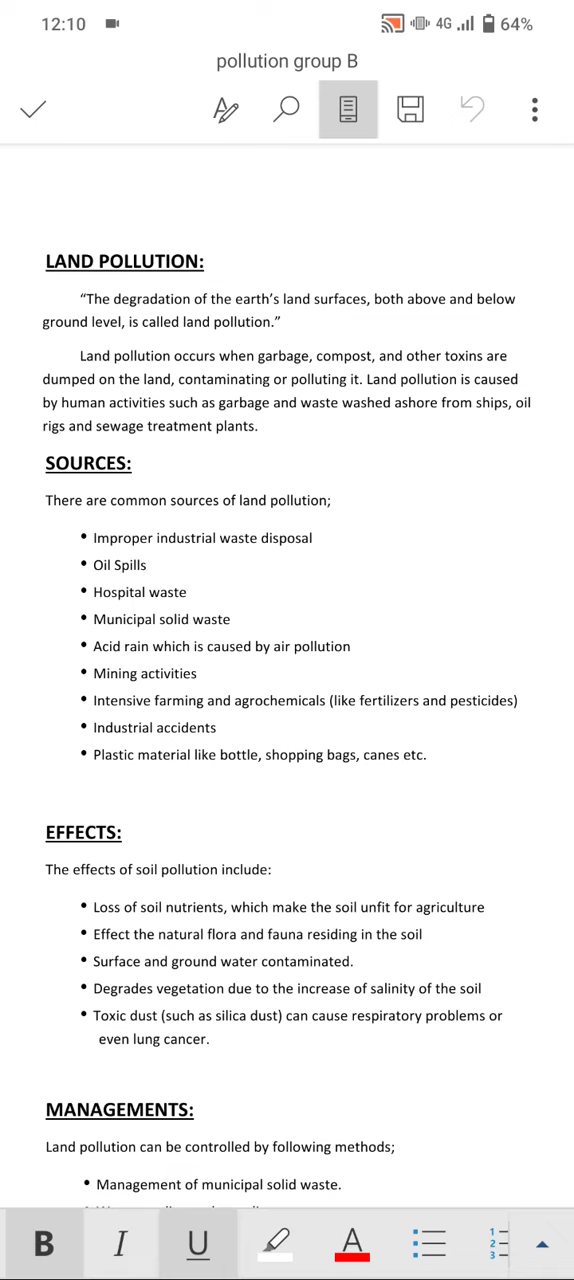 12:10 4G 64%
pollution group B
LAND POLLUTION:
“The degradation of the earth’s land surfaces, both above and below
ground level, is called land pollution.”
Land pollution occurs when garbage, compost, and other toxins are
dumped on the land, contaminating or polluting it. Land pollution is caused
by human activities such as garbage and waste washed ashore from ships, oil
rigs and sewage treatment plants.
SOURCES:
There are common sources of land pollution;
• Improper industrial waste disposal
• Oil Spills
• Hospital waste
• Municipal solid waste
• Acid rain which is caused by air pollution
• Mining activities
• Intensive farming and agrochemicals (like fertilizers and pesticides)
• Industrial accidents
• Plastic material like bottle, shopping bags, canes etc.
EFFECTS:
The effects of soil pollution include:
• Loss of soil nutrients, which make the soil unfit for agriculture
• Effect the natural flora and fauna residing in the soil
• Surface and ground water contaminated.
• Degrades vegetation due to the increase of salinity of the soil
• Toxic dust (such as silica dust) can cause respiratory problems or
even lung cancer.
MANAGEMENTS:
Land pollution can be controlled by following methods;
• Management of municipal solid waste.
B I U A 1 2 3